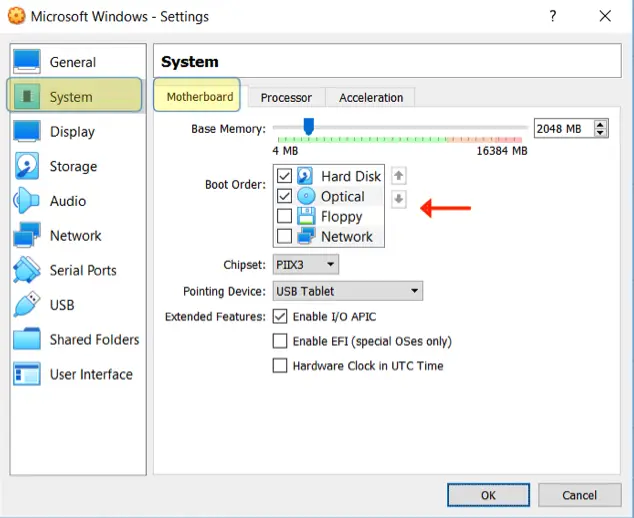 Microsoft Windows - Settings
?
General
System
Display
Storage
Audio
Network
Serial Ports
USB
Shared Folders
User Interface
System
Motherboard Processor Acceleration
Base Memory: 2048 MB
4 MB 16384 MB
Boot Order: Hard Disk
Optical
Floppy
Network
Chipset: PIIX3
Pointing Device: USB Tablet
Extended Features: Enable I/O APIC
Enable EFI (special OSes only)
Hardware Clock in UTC Time
OK Cancel